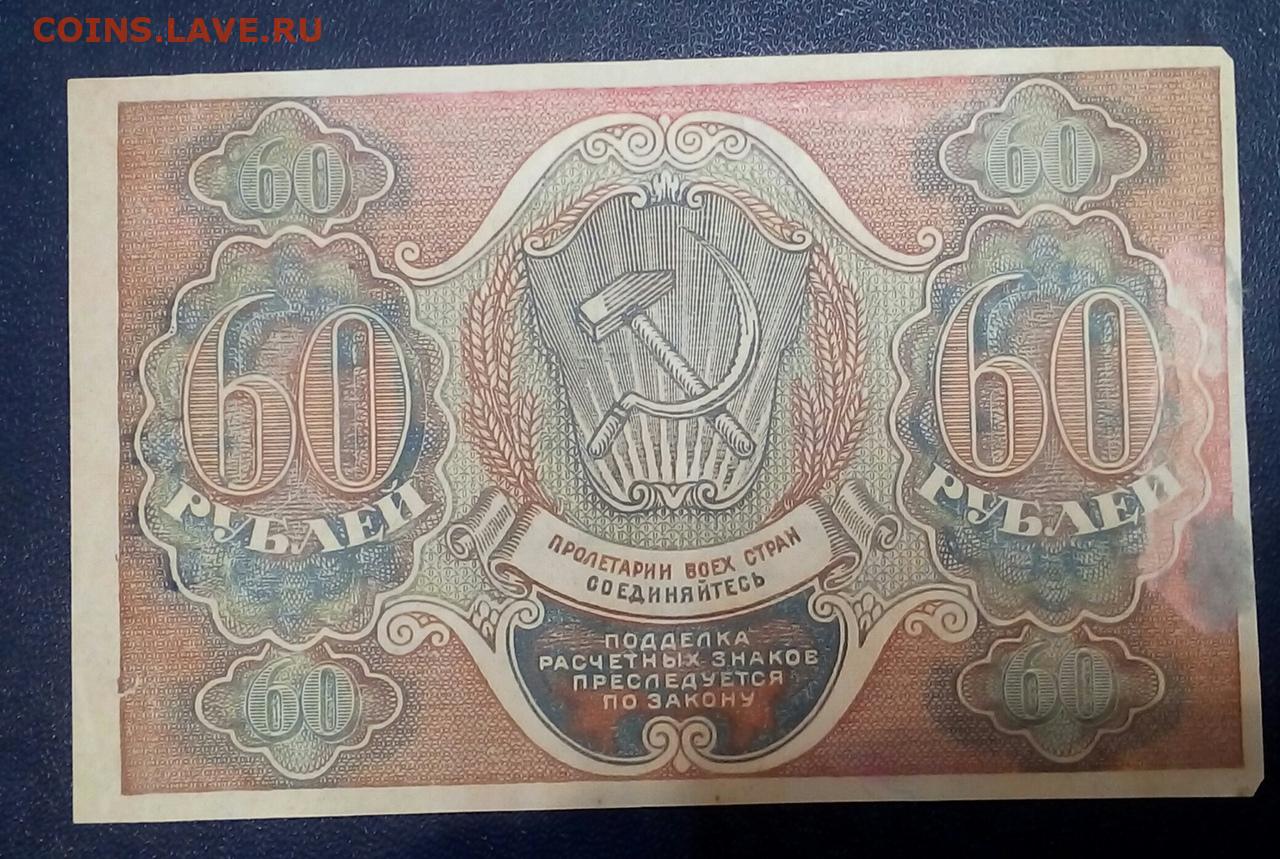 COINS.LAVE.RU
60
60
60
РУБЛЕЙ
60
РУБЛЕЙ
ПРОЛЕТАРИИ ВСЕХ СТРАН
СОЕДИНЯЙТЕСЬ
ПОДДЕЛКА
РАСЧЕТНЫХ ЗНАКОВ
ПРЕСЛЕДУЕТСЯ
ПО ЗАКОНУ
60
60